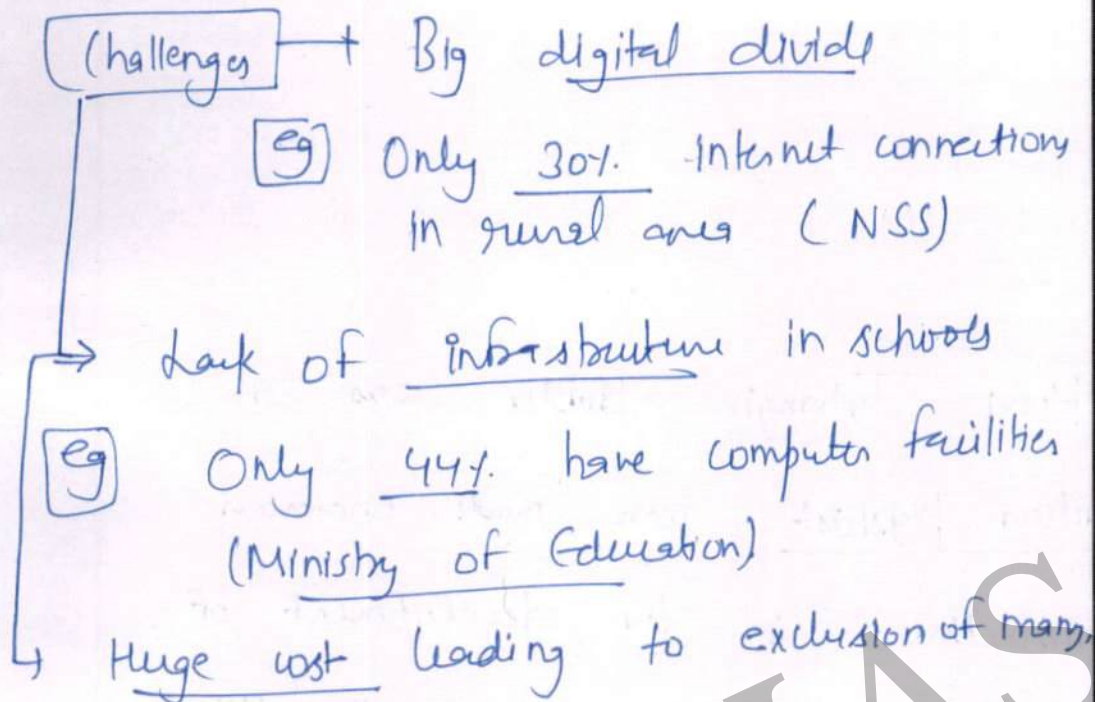 Challenges → Big digital divide
eg Only 30%. Internet connections
in rural area (NSS)
→ Lack of infrastructure in schools
eg Only 44%. have computer facilities
(Ministry of Education)
↳ Huge cost leading to exclusion of many,
IAS